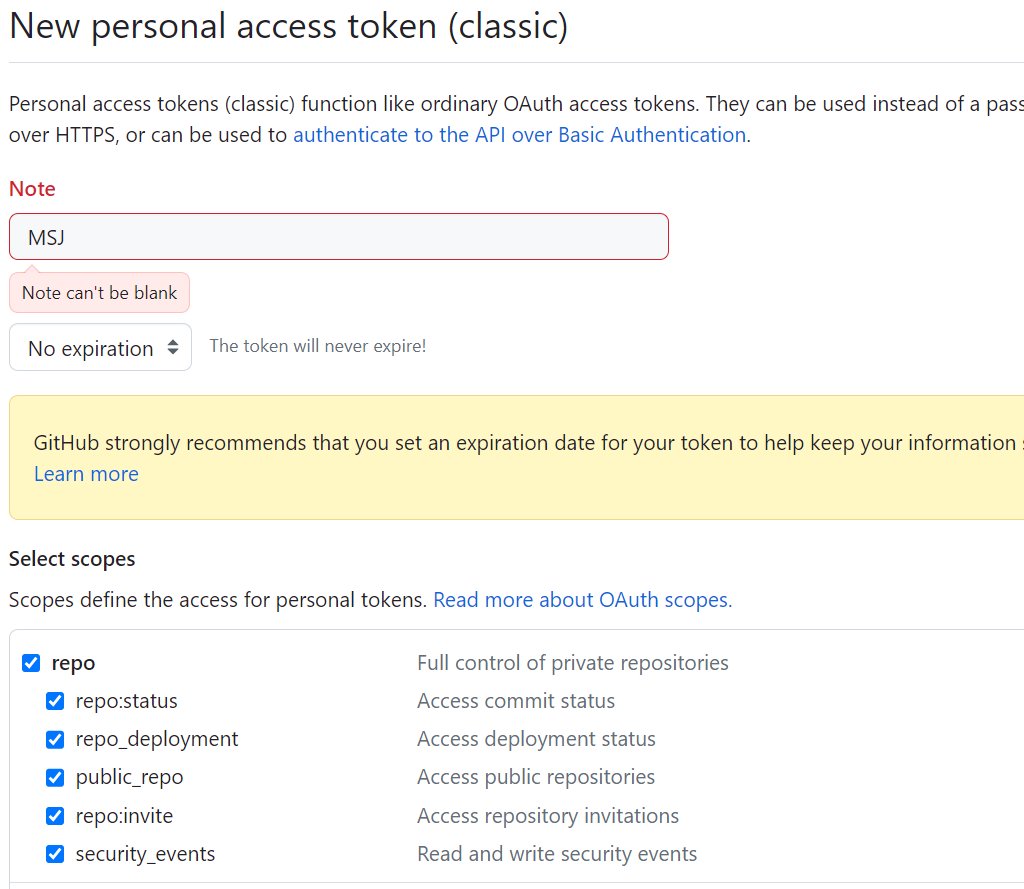 New personal access token (classic)
Personal access tokens (classic) function like ordinary OAuth access tokens. They can be used instead of a
over HTTPS, or can be used to authenticate to the API over Basic Authentication.
Note
MSJ
Note can't be blank
No expiration The token will never expire!
GitHub strongly recommends that you set an expiration date for your token to help keep your information
Learn more
Select scopes
Scopes define the access for personal tokens. Read more about OAuth scopes.
repo Full control of private repositories
repo:status Access commit status
repo_deployment Access deployment status
public_repo Access public repositories
repo:invite Access repository invitations
security_events Read and write security events